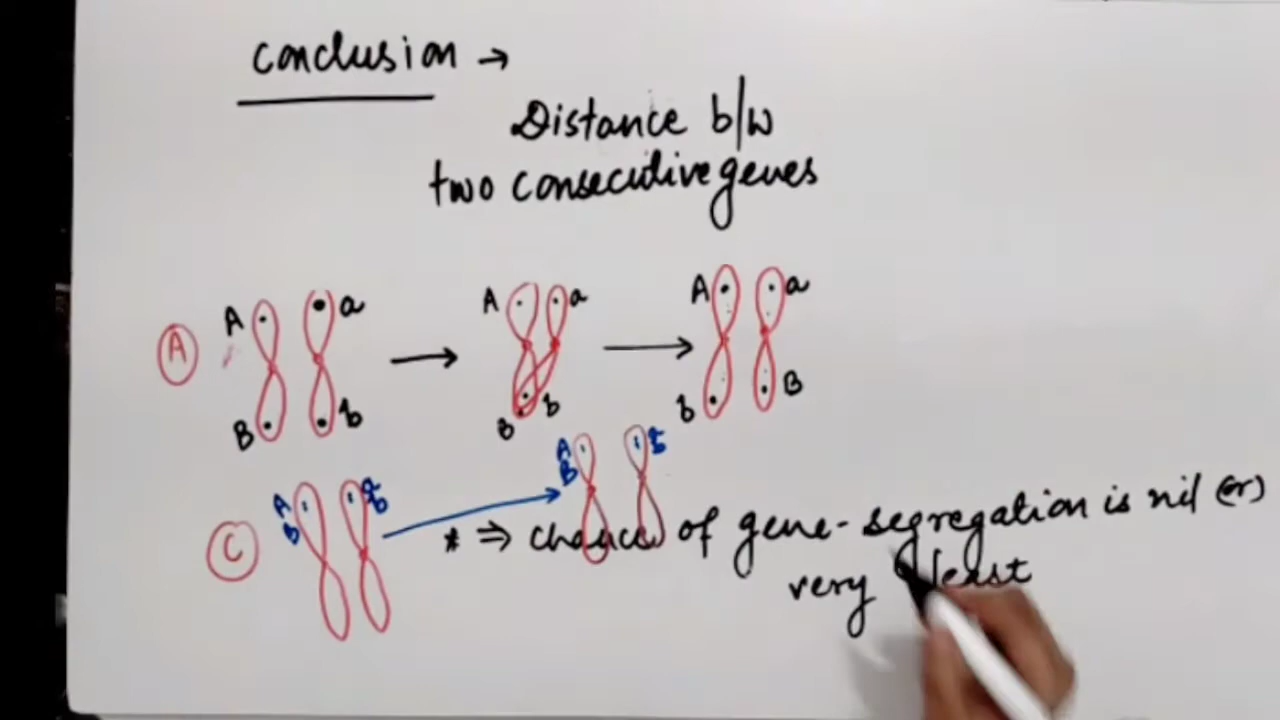 conclusion →
Distance b/w
two consecutive genes
A a → A a → A a
A
B b B b b B
A a → A a
B b B b
C
* ⇒ chance of gene-segregation is nil (or)
very least